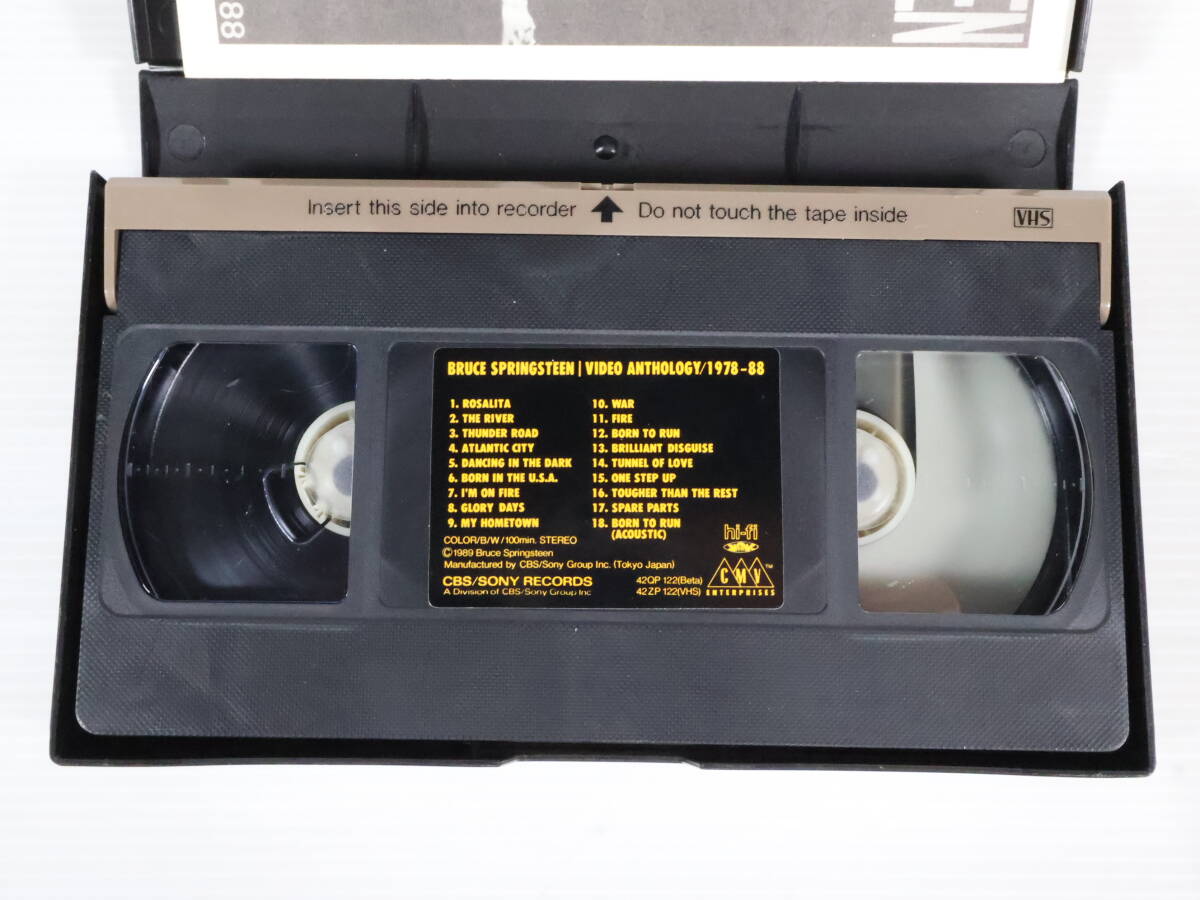 88
EN
Insert this side into recorder Do not touch the tape inside
VHS
BRUCE SPRINGSTEEN | VIDEO ANTHOLOGY/1978-88
1. ROSALITA
2. THE RIVER
3. THUNDER ROAD
4. ATLANTIC CITY
5. DANCING IN THE DARK
6. BORN IN THE U.S.A.
7. I'M ON FIRE
8. GLORY DAYS
9. MY HOMETOWN
10. WAR
11. FIRE
12. BORN TO RUN
13. BRILLIANT DISGUISE
14. TUNNEL OF LOVE
15. ONE STEP UP
16. TOUGHER THAN THE REST
17. SPARE PARTS
18. BORN TO RUN
(ACOUSTIC)
COLOR/B/W/100min. STEREO
©1989 Bruce Springsteen
Manufactured by CBS/Sony Group Inc. (Tokyo Japan)
CBS/SONY RECORDS
A Division of CBS/Sony Group Inc
42QP 122(Beta)
42ZP 122(VHS)
hi-fi
CMV™
ENTERPRISES